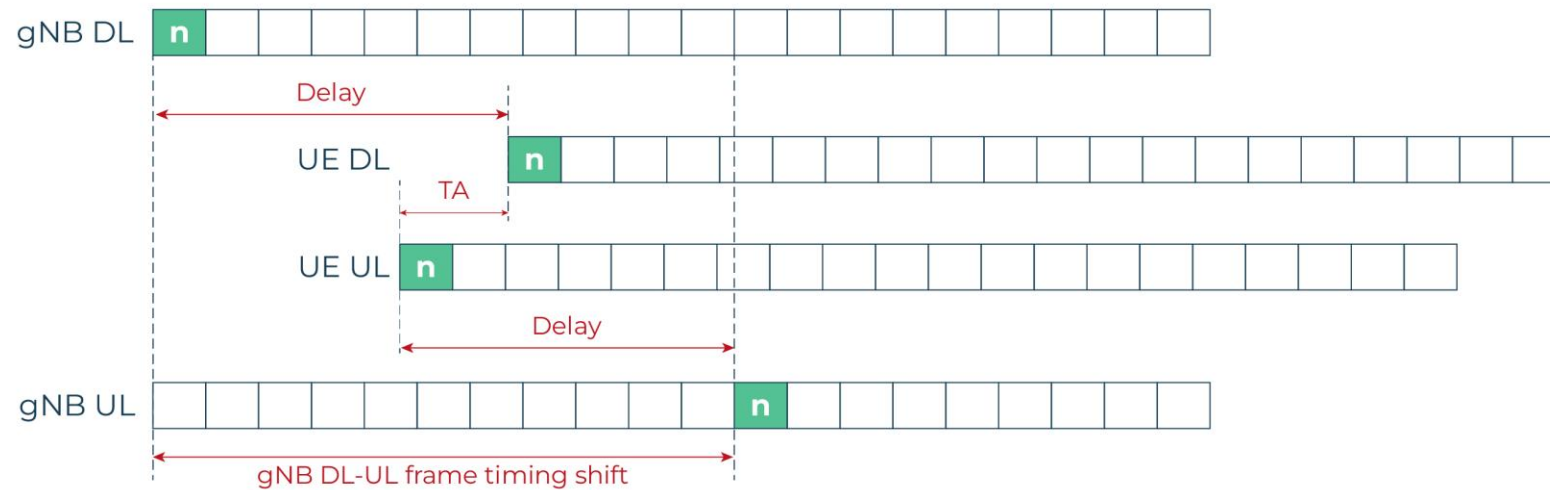 gNB DL
n
Delay
UE DL
n
TA
UE UL
n
Delay
gNB UL
n
gNB DL-UL frame timing shift